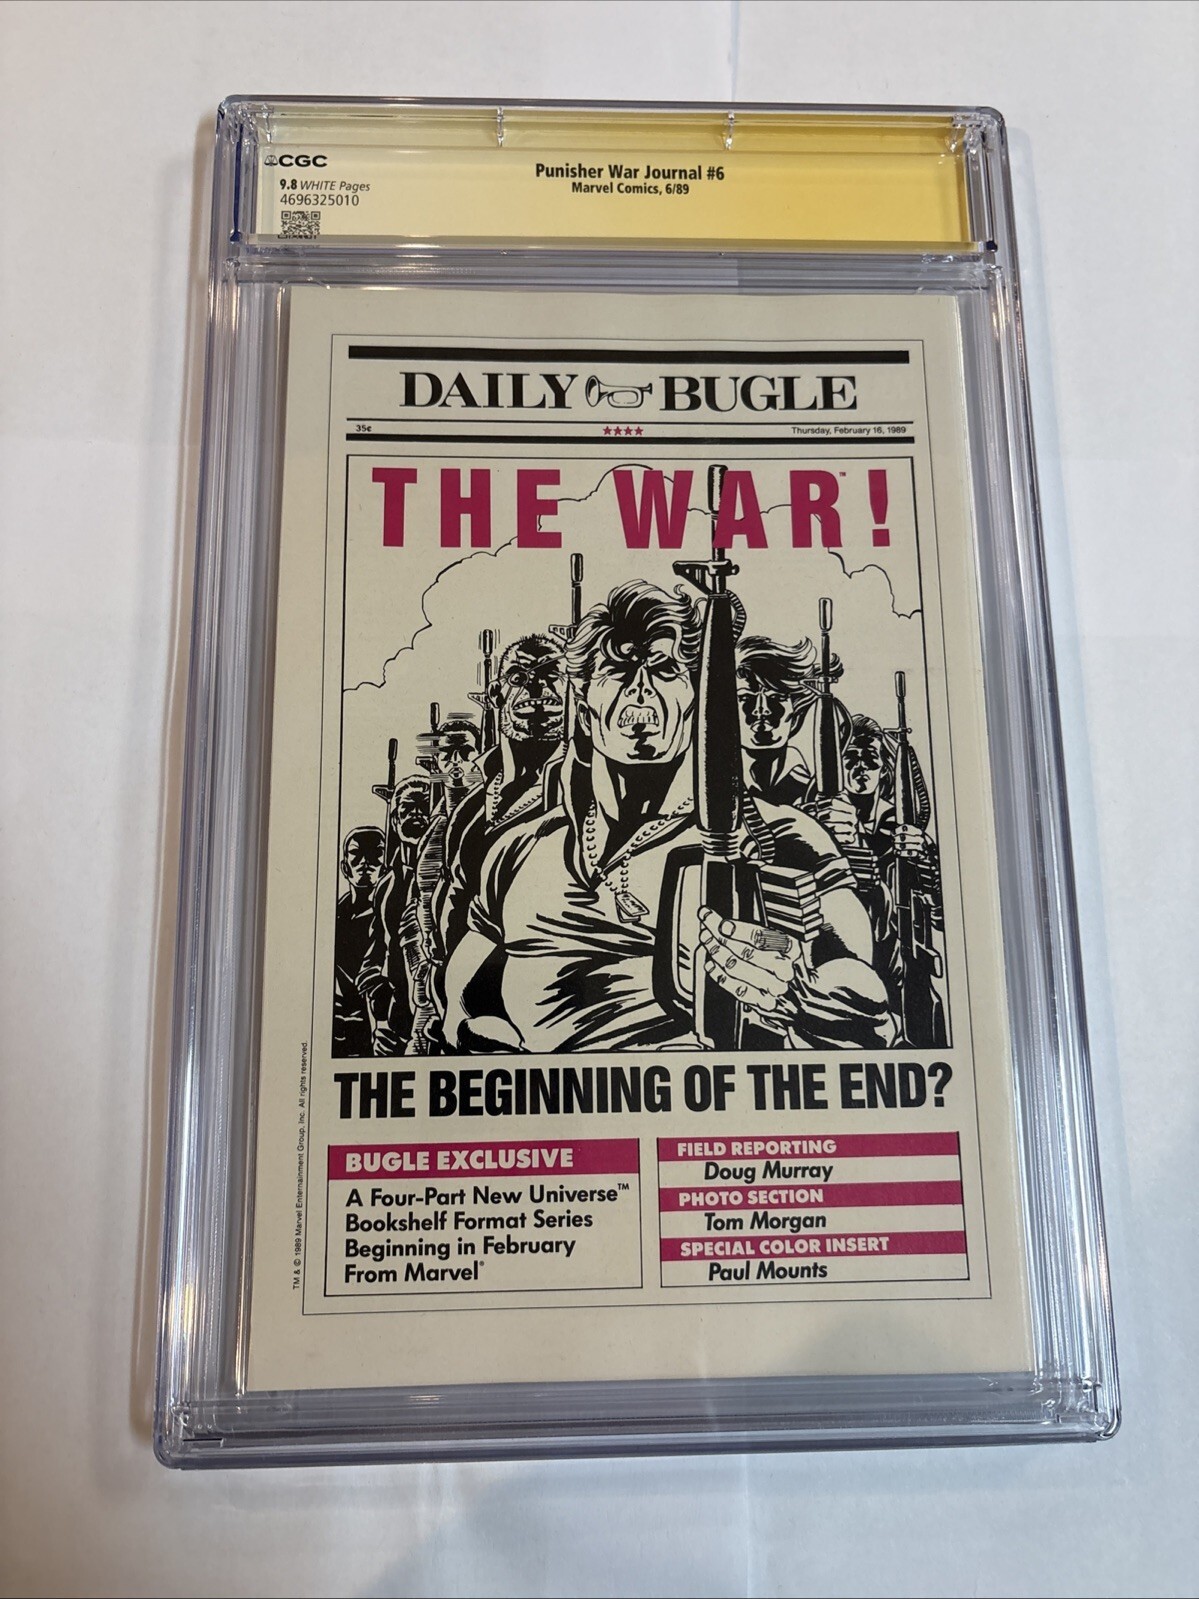 CGC
9.8 WHITE Pages
4696325010
Punisher War Journal #6
Marvel Comics, 6/89
DAILY BUGLE
35¢
Thursday, February 16, 1989
THE WAR™!
THE BEGINNING OF THE END?
BUGLE EXCLUSIVE
A Four-Part New Universe™
Bookshelf Format Series
Beginning in February
From Marvel®
FIELD REPORTING
Doug Murray
PHOTO SECTION
Tom Morgan
SPECIAL COLOR INSERT
Paul Mounts
TM & © 1989 Marvel Entertainment Group, Inc. All rights reserved.